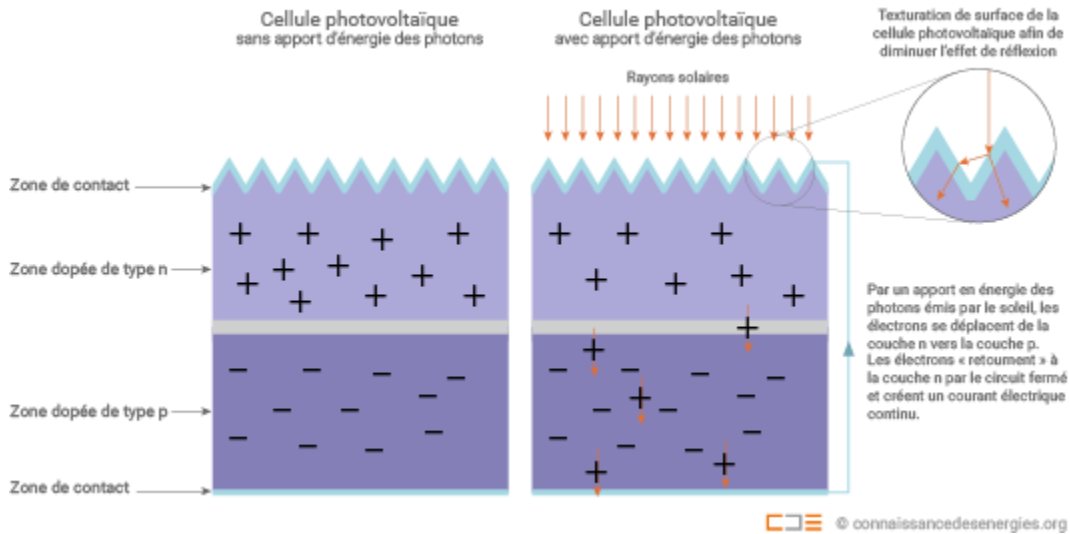 Cellule photovoltaïque
sans apport d'énergie des photons
Cellule photovoltaïque
avec apport d'énergie des photons
Texturation de surface de la
cellule photovoltaïque afin de
diminuer l'effet de réflexion
Rayons solaires
Zone de contact
Zone dopée de type n
Zone dopée de type p
Zone de contact
Par un apport en énergie des
photons émis par le soleil, les
électrons se déplacent de la
couche n vers la couche p.
Les électrons « retournent » à
la couche n par le circuit fermé
et créent un courant électrique
continu.
© connaissancedesenergies.org